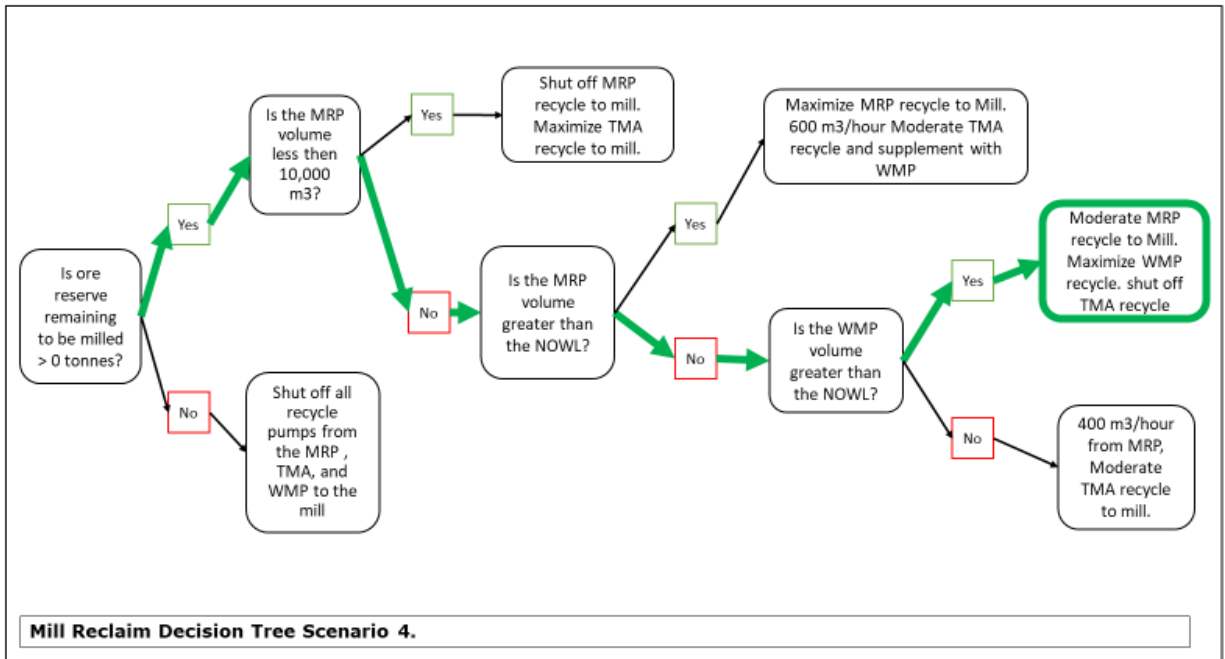 Is ore
reserve
remaining
to be milled
> 0 tonnes?
Yes
No
Is the MRP
volume
less then
10,000
m3?
Shut off all
recycle
pumps from
the MRP ,
TMA, and
WMP to the
mill
Yes
No
Shut off MRP
recycle to mill.
Maximize TMA
recycle to mill.
Is the MRP
volume
greater than
the NOWL?
Yes
No
Maximize MRP recycle to Mill.
600 m3/hour Moderate TMA
recycle and supplement with
WMP
Is the WMP
volume
greater than
the NOWL?
Yes
No
Moderate MRP
recycle to Mill.
Maximize WMP
recycle. shut off
TMA recycle
400 m3/hour
from MRP,
Moderate
TMA recycle
to mill.
Mill Reclaim Decision Tree Scenario 4.